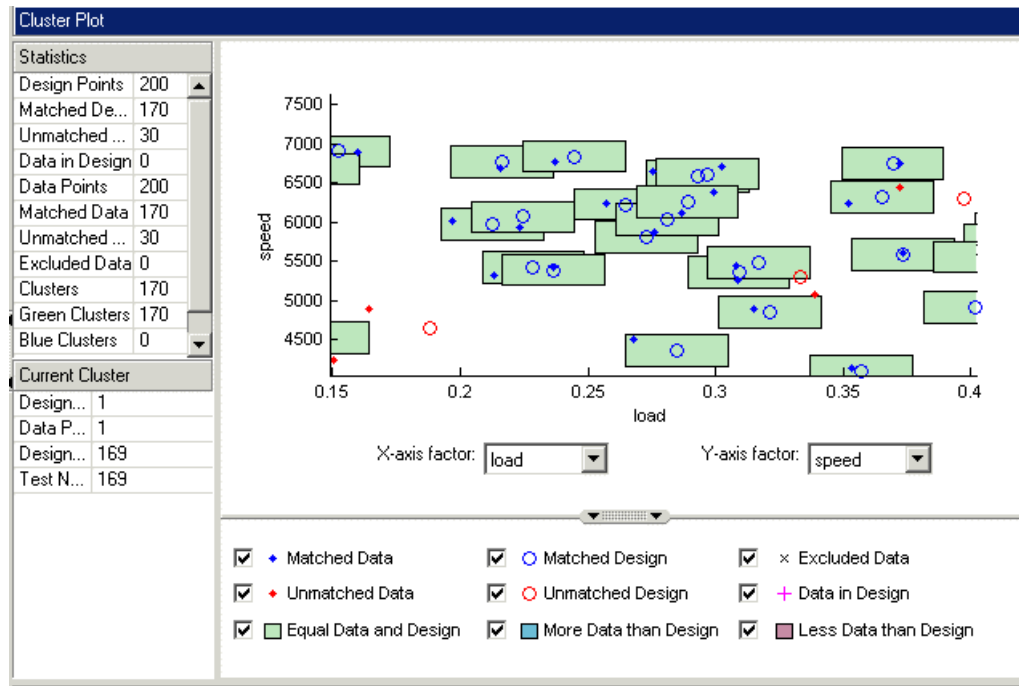 Cluster Plot
Statistics
Design Points 200
Matched De... 170
Unmatched ... 30
Data in Design 0
Data Points 200
Matched Data 170
Unmatched ... 30
Excluded Data 0
Clusters 170
Green Clusters 170
Blue Clusters 0
Current Cluster
Design... 1
Data P... 1
Design... 169
Test N... 169
7500
7000
6500
6000
5500
5000
4500
speed
0.15 0.2 0.25 0.3 0.35 0.4
load
X-axis factor: load Y-axis factor: speed
Matched Data Matched Design Excluded Data
Unmatched Data Unmatched Design Data in Design
Equal Data and Design More Data than Design Less Data than Design